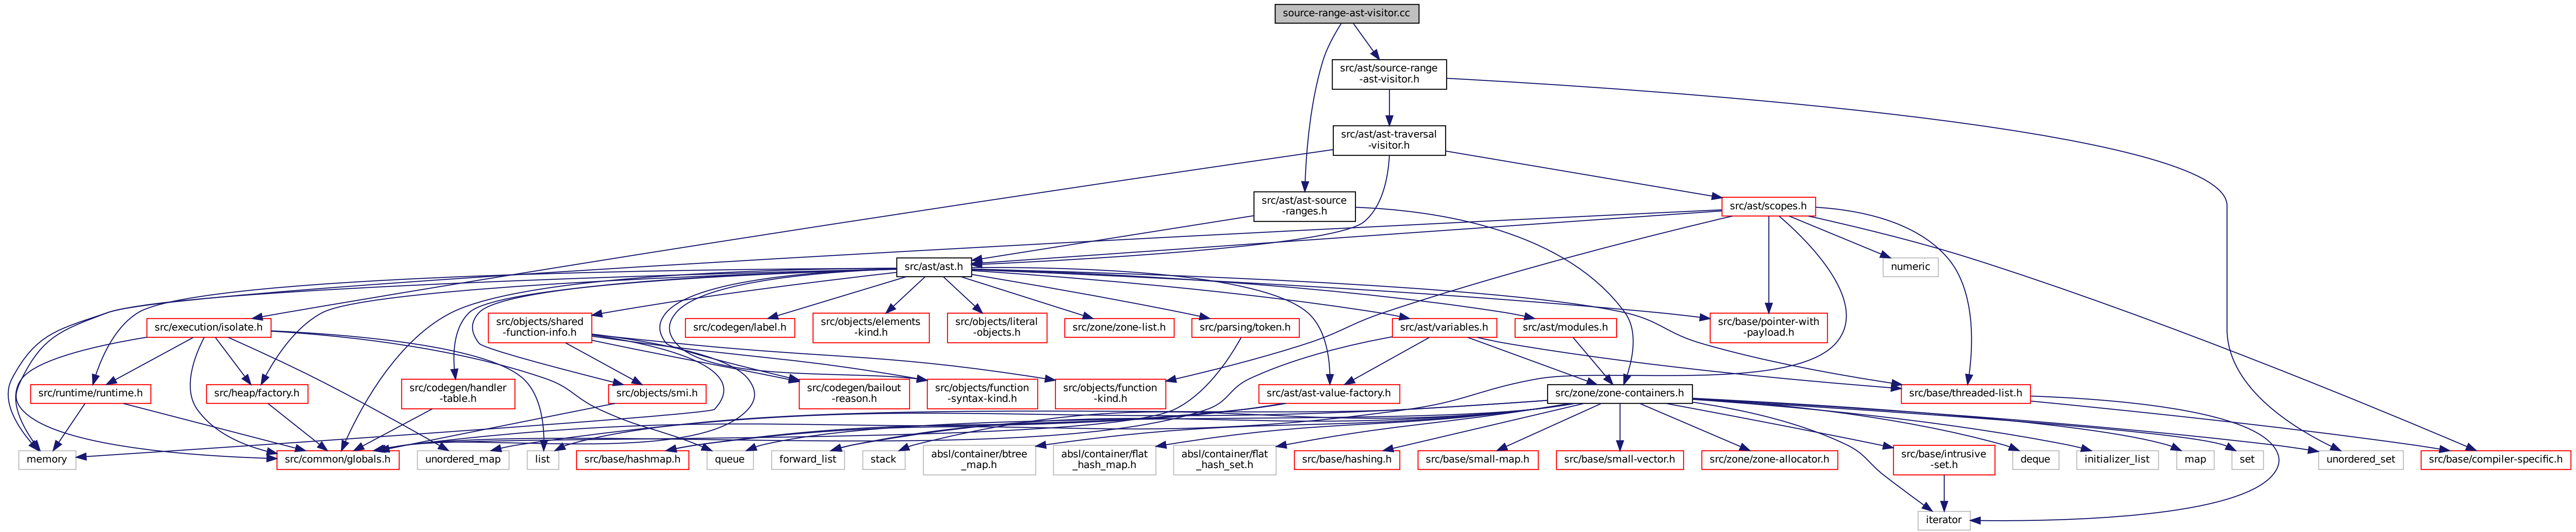 source-range-ast-visitor.cc
src/ast/source-range
-ast-visitor.h
src/ast/ast-traversal
-visitor.h
src/ast/ast-source
-ranges.h
src/ast/scopes.h
src/ast/ast.h
numeric
src/execution/isolate.h
src/objects/shared
-function-info.h
src/codegen/label.h
src/objects/elements
-kind.h
src/objects/literal
-objects.h
src/zone/zone-list.h
src/parsing/token.h
src/ast/variables.h
src/ast/modules.h
src/base/pointer-with
-payload.h
src/runtime/runtime.h
src/heap/factory.h
src/codegen/handler
-table.h
src/objects/smi.h
src/codegen/bailout
-reason.h
src/objects/function
-syntax-kind.h
src/objects/function
-kind.h
src/ast/ast-value-factory.h
src/zone/zone-containers.h
src/base/threaded-list.h
memory
src/common/globals.h
unordered_map
list
src/base/hashmap.h
queue
forward_list
stack
absl/container/btree
_map.h
absl/container/flat
_hash_map.h
absl/container/flat
_hash_set.h
src/base/hashing.h
src/base/small-map.h
src/base/small-vector.h
src/zone/zone-allocator.h
src/base/intrusive
-set.h
deque
initializer_list
map
set
unordered_set
src/base/compiler-specific.h
iterator